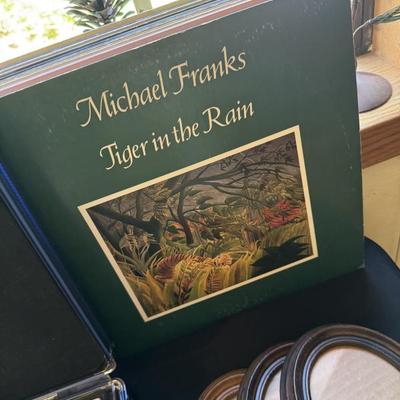 Michael Franks
Tiger in the Rain